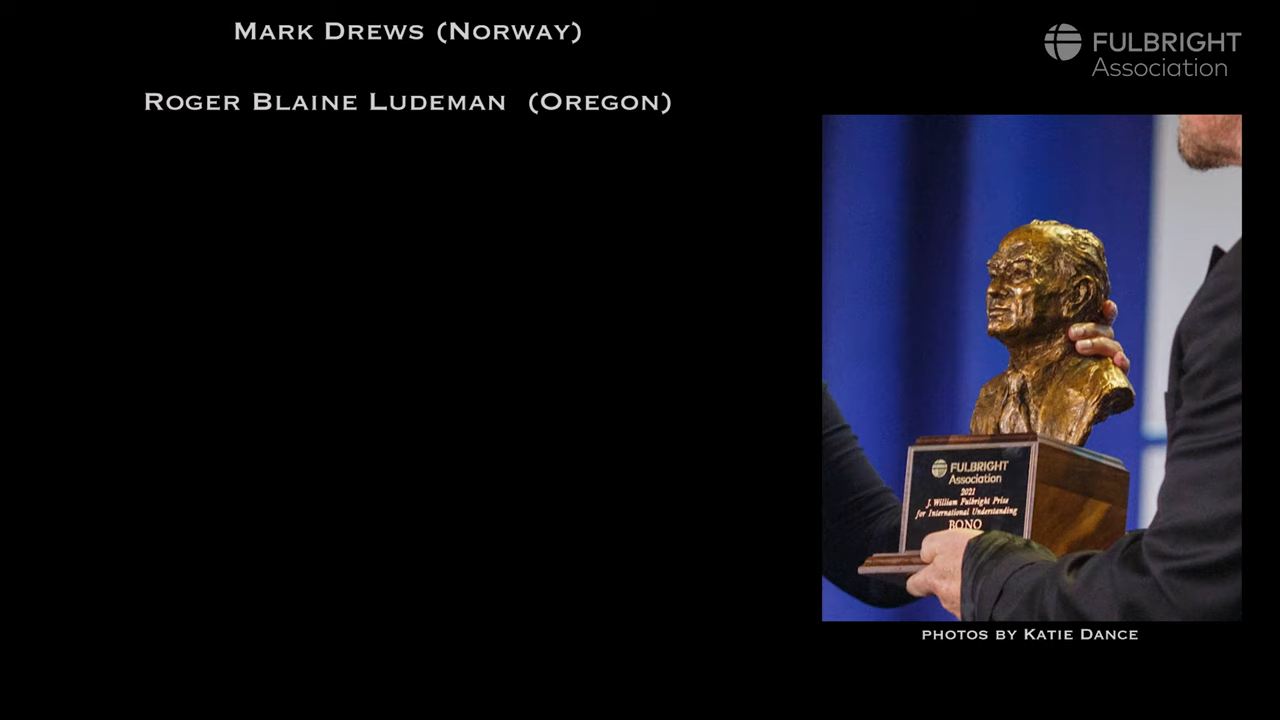 Mark Drews (Norway)
Roger Blaine Ludeman (Oregon)
FULBRIGHT
Association
FULBRIGHT
Association
2021
J. William Fulbright Prize
for International Understanding
BONO
photos by Katie Dance